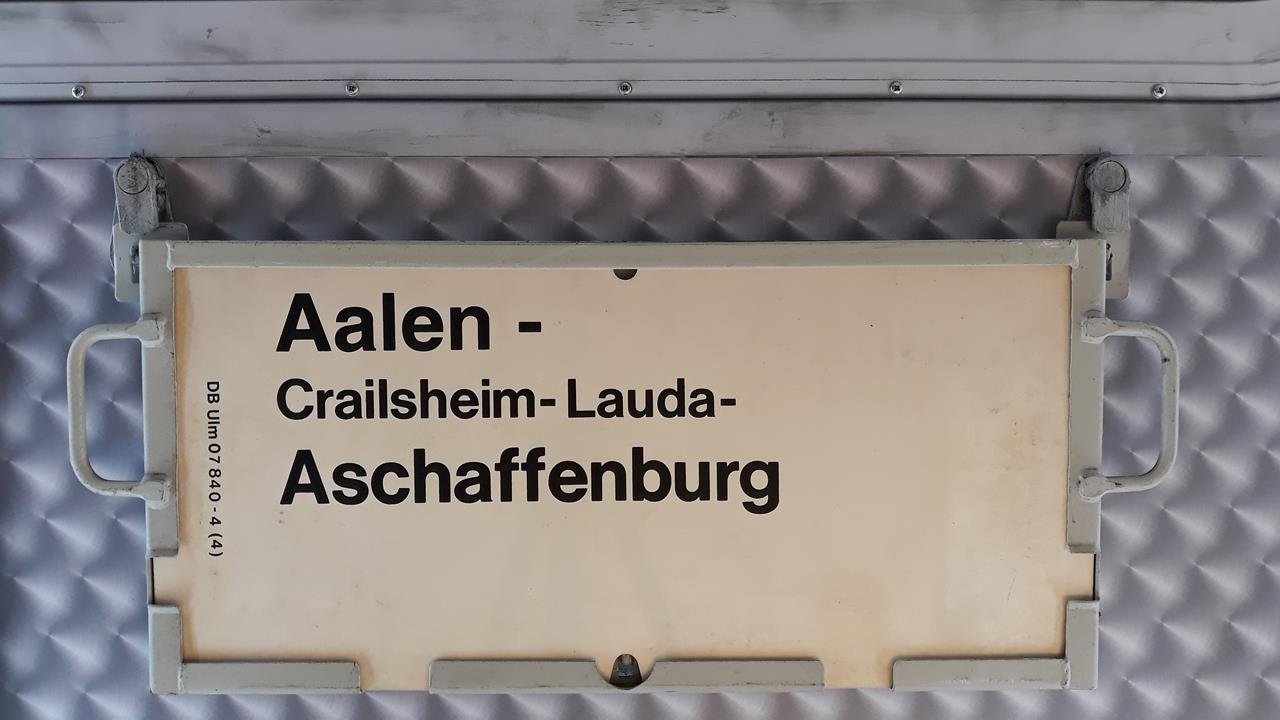 Aalen -
Crailsheim- Lauda-
Aschaffenburg
DB Ulm 07 840 - 4 (4)